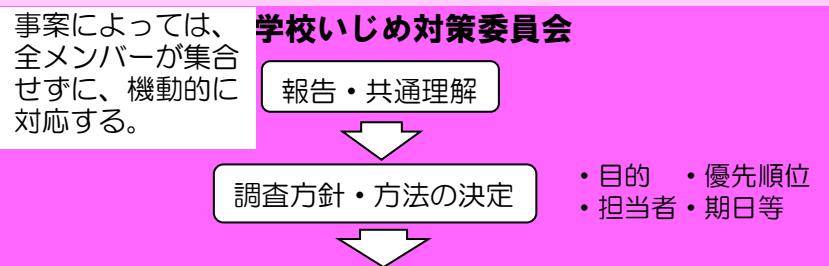 事案によっては、
全メンバーが集合
せずに、機動的に
対応する。
学校いじめ対策委員会
報告・共通理解
調査方針・方法の決定
・目的　・優先順位
・担当者・期日等